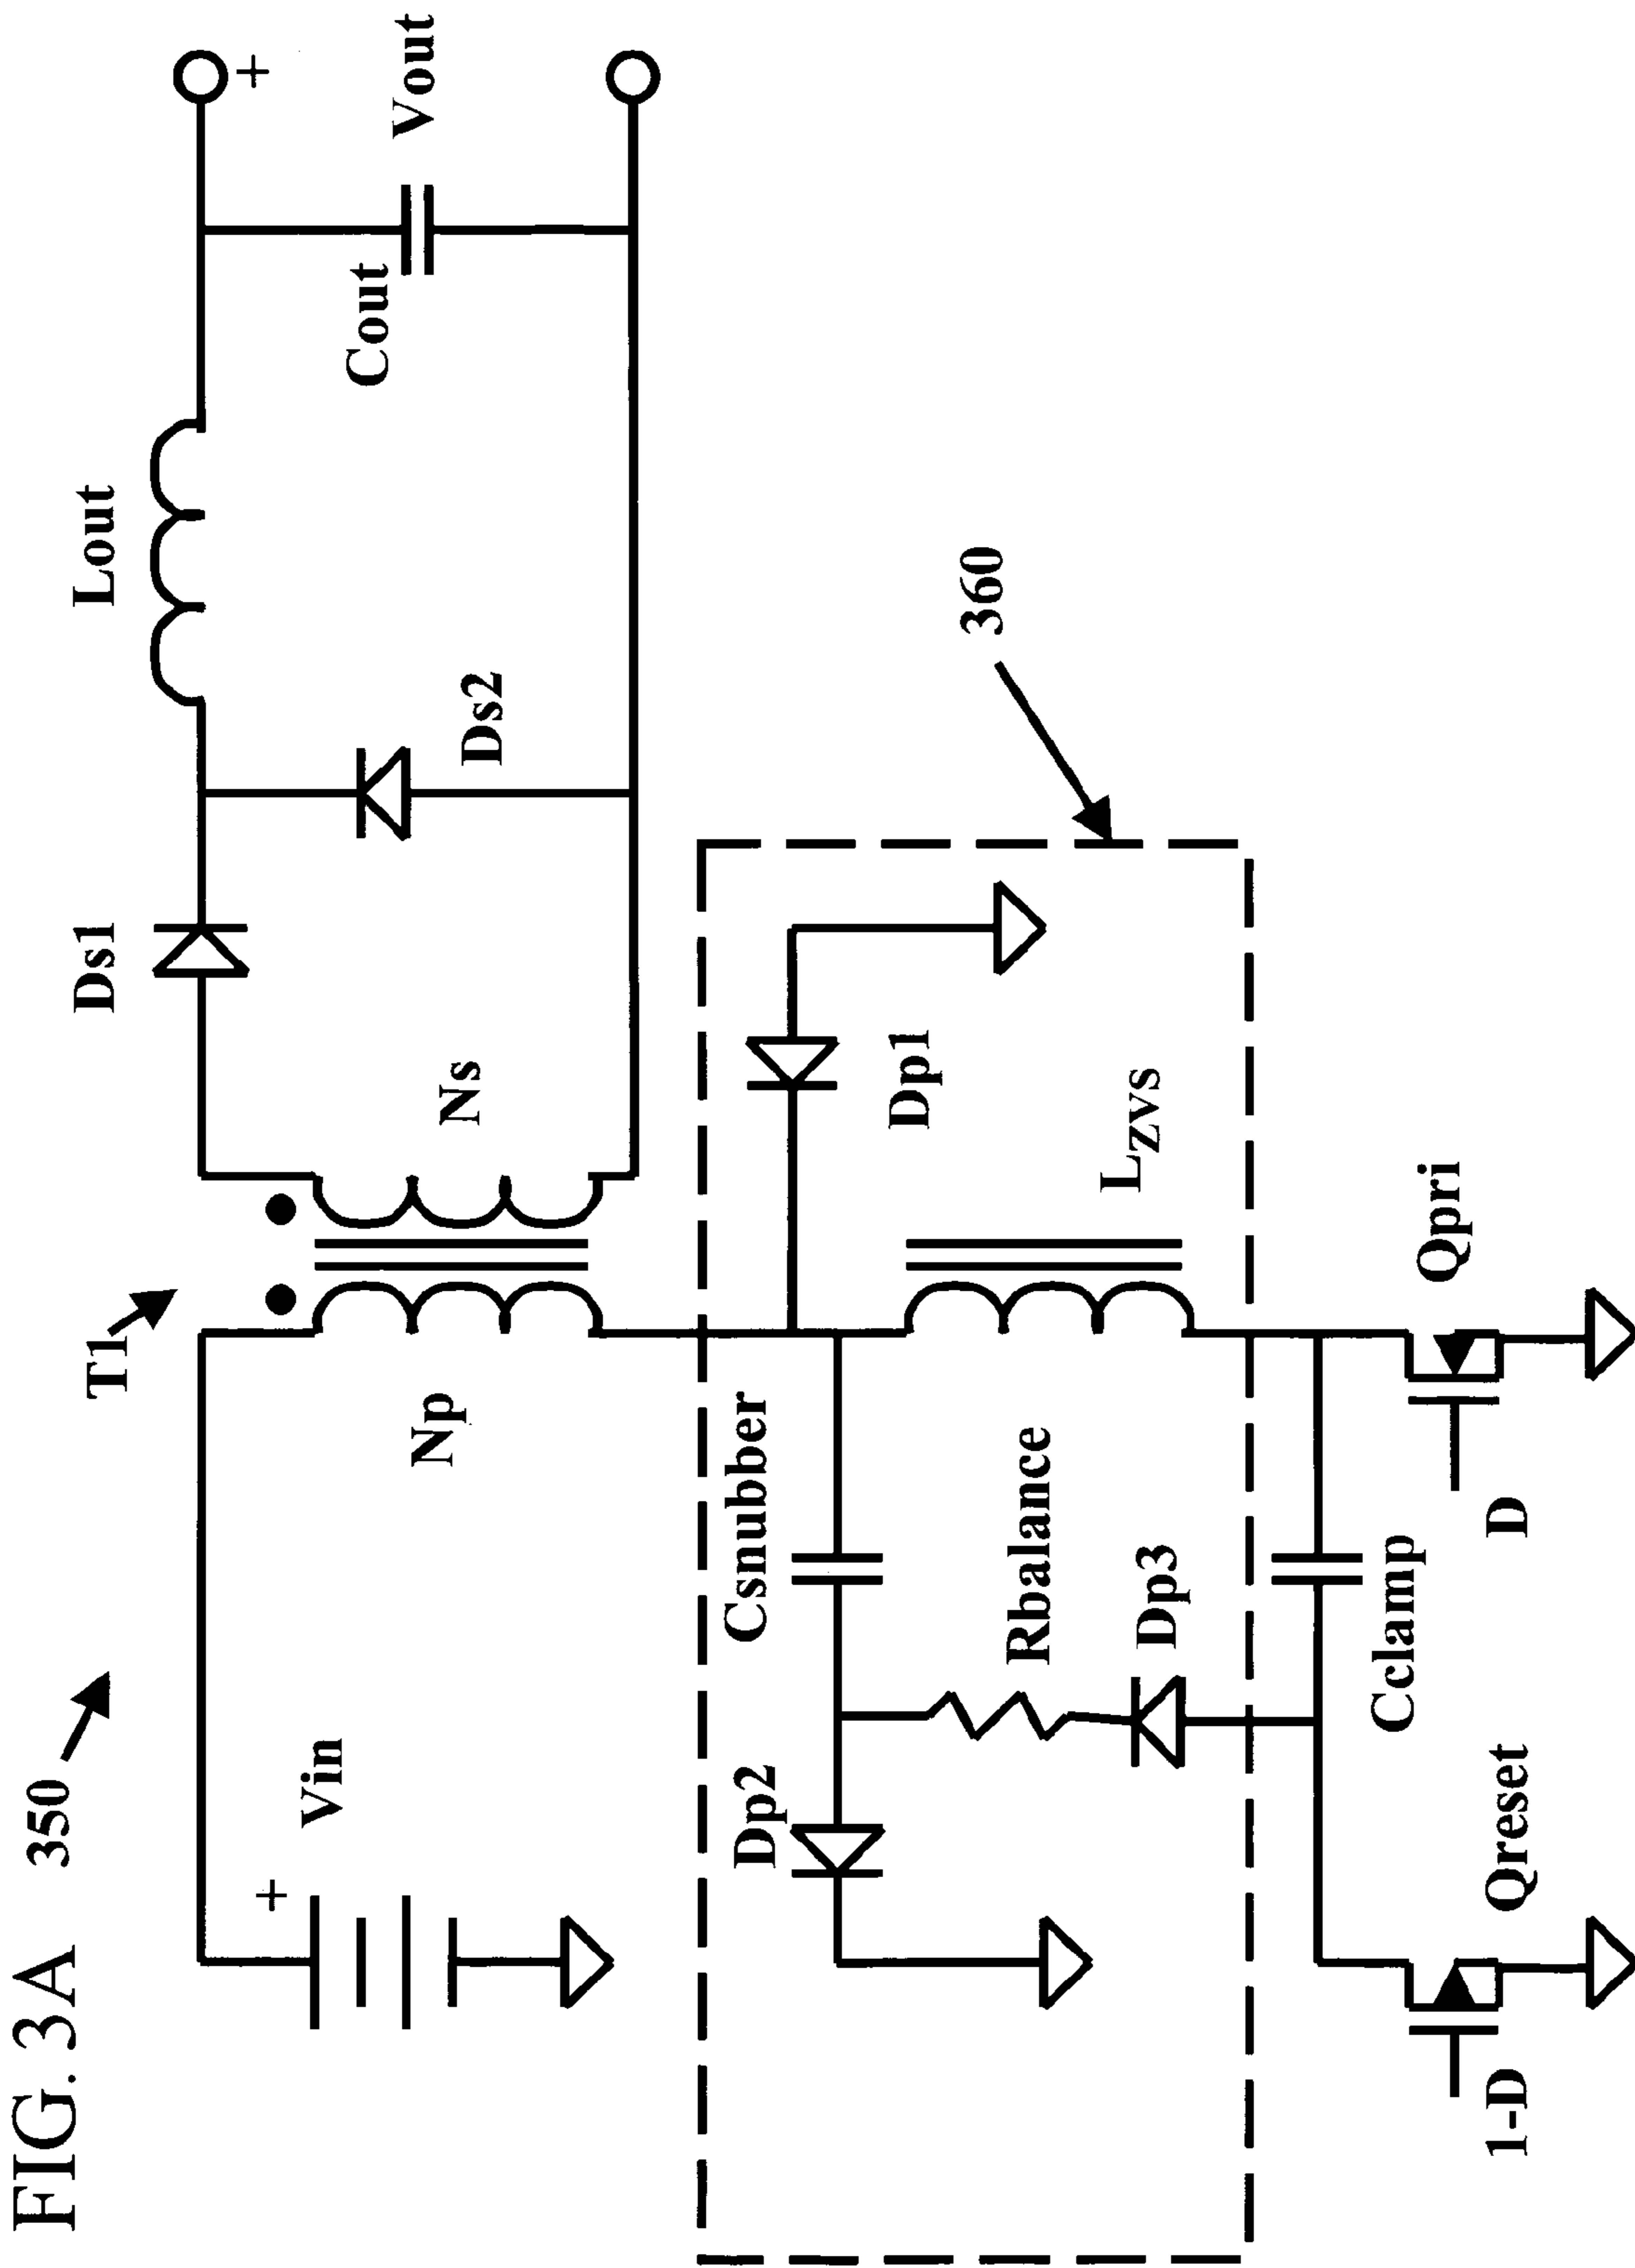 FIG. 3A
350
T1
Vin
+
Np
Ns
Ds1
Lout
Ds2
Cout
Vout
+
360
Csnubber
Dp2
Rbalance
Dp3
Dp1
LZVS
Cclamp
Qreset
1-D
Qpri
D